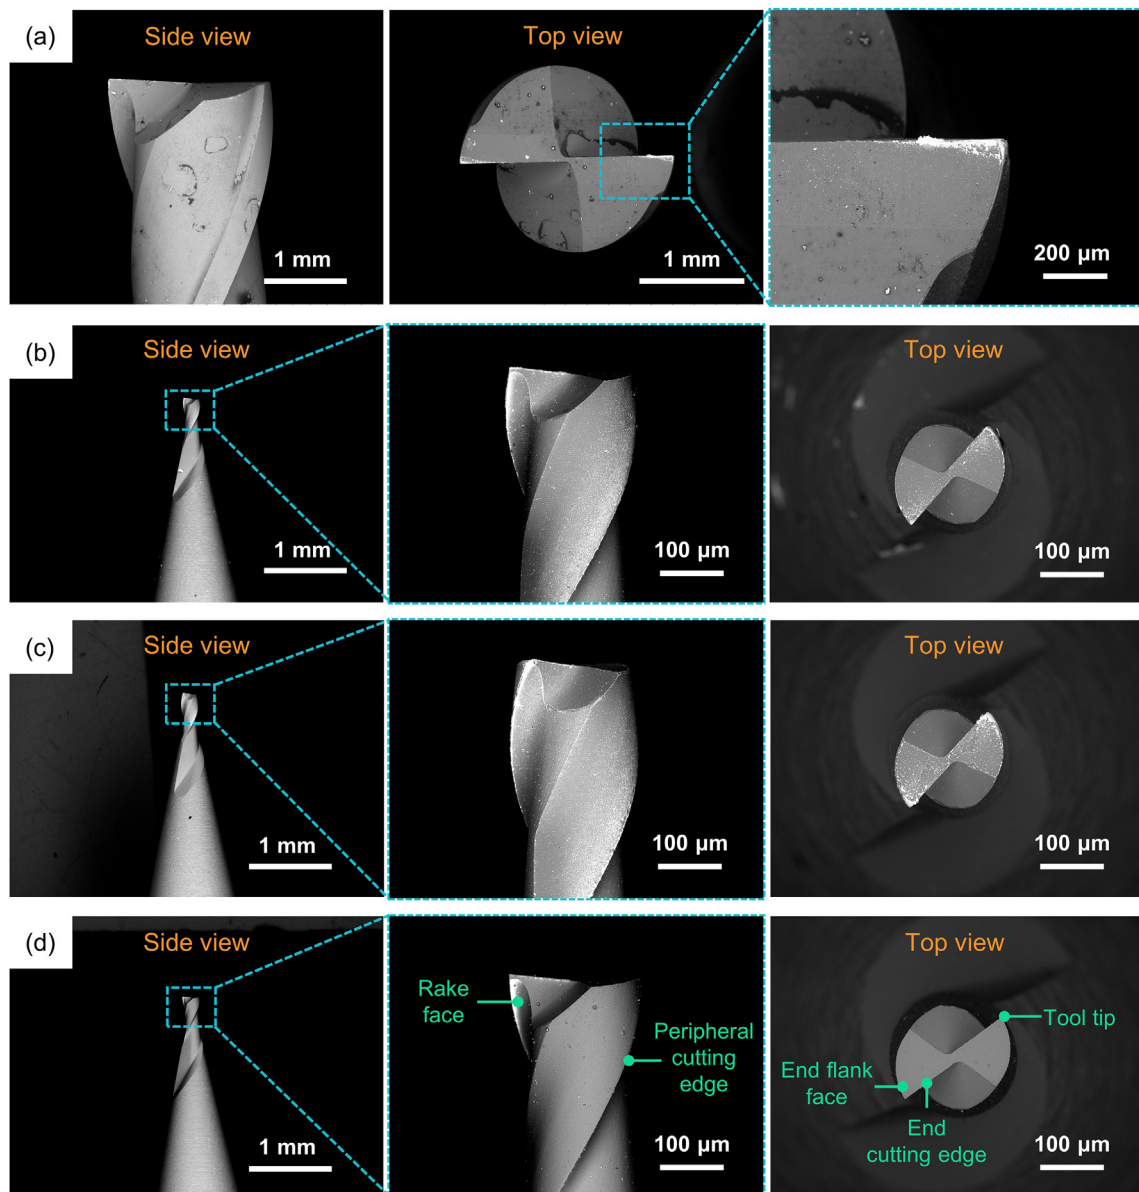 (a)
Side view
1 mm
Top view
1 mm
200 µm
(b)
Side view
1 mm
100 µm
Top view
100 µm
(c)
Side view
1 mm
100 µm
Top view
100 µm
(d)
Side view
1 mm
Rake
face
Peripheral
cutting
edge
100 µm
Top view
Tool tip
End flank
face
End
cutting edge
100 µm